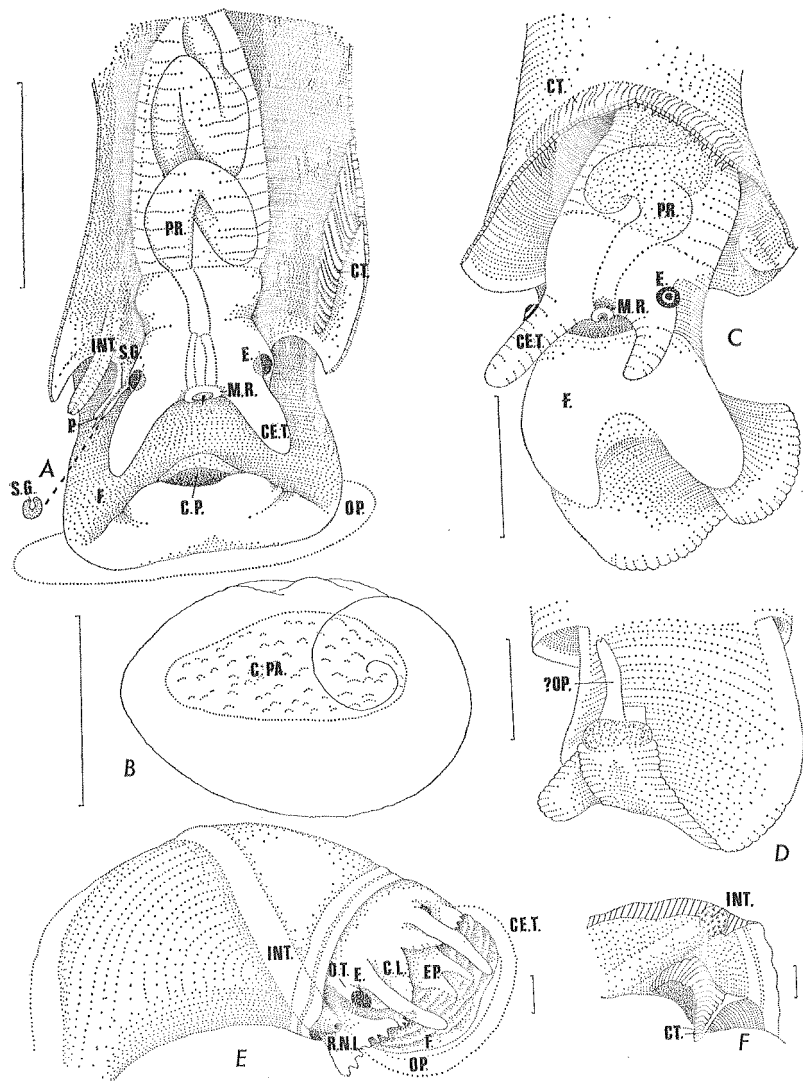 CT.
PR.
PR.
CT.
E.
INT.
S.G.
E.
M.R.
C
M.R.
CE.T.
CE.T.
F.
P.
A
S.G.
F.
C.P.
OP.
C.PA.
?OP.
B
D
INT.
CE.T.
INT.
O.T.
E.
C.L.
EP.
R.N.L.
F.
CT.
E
OP.
F